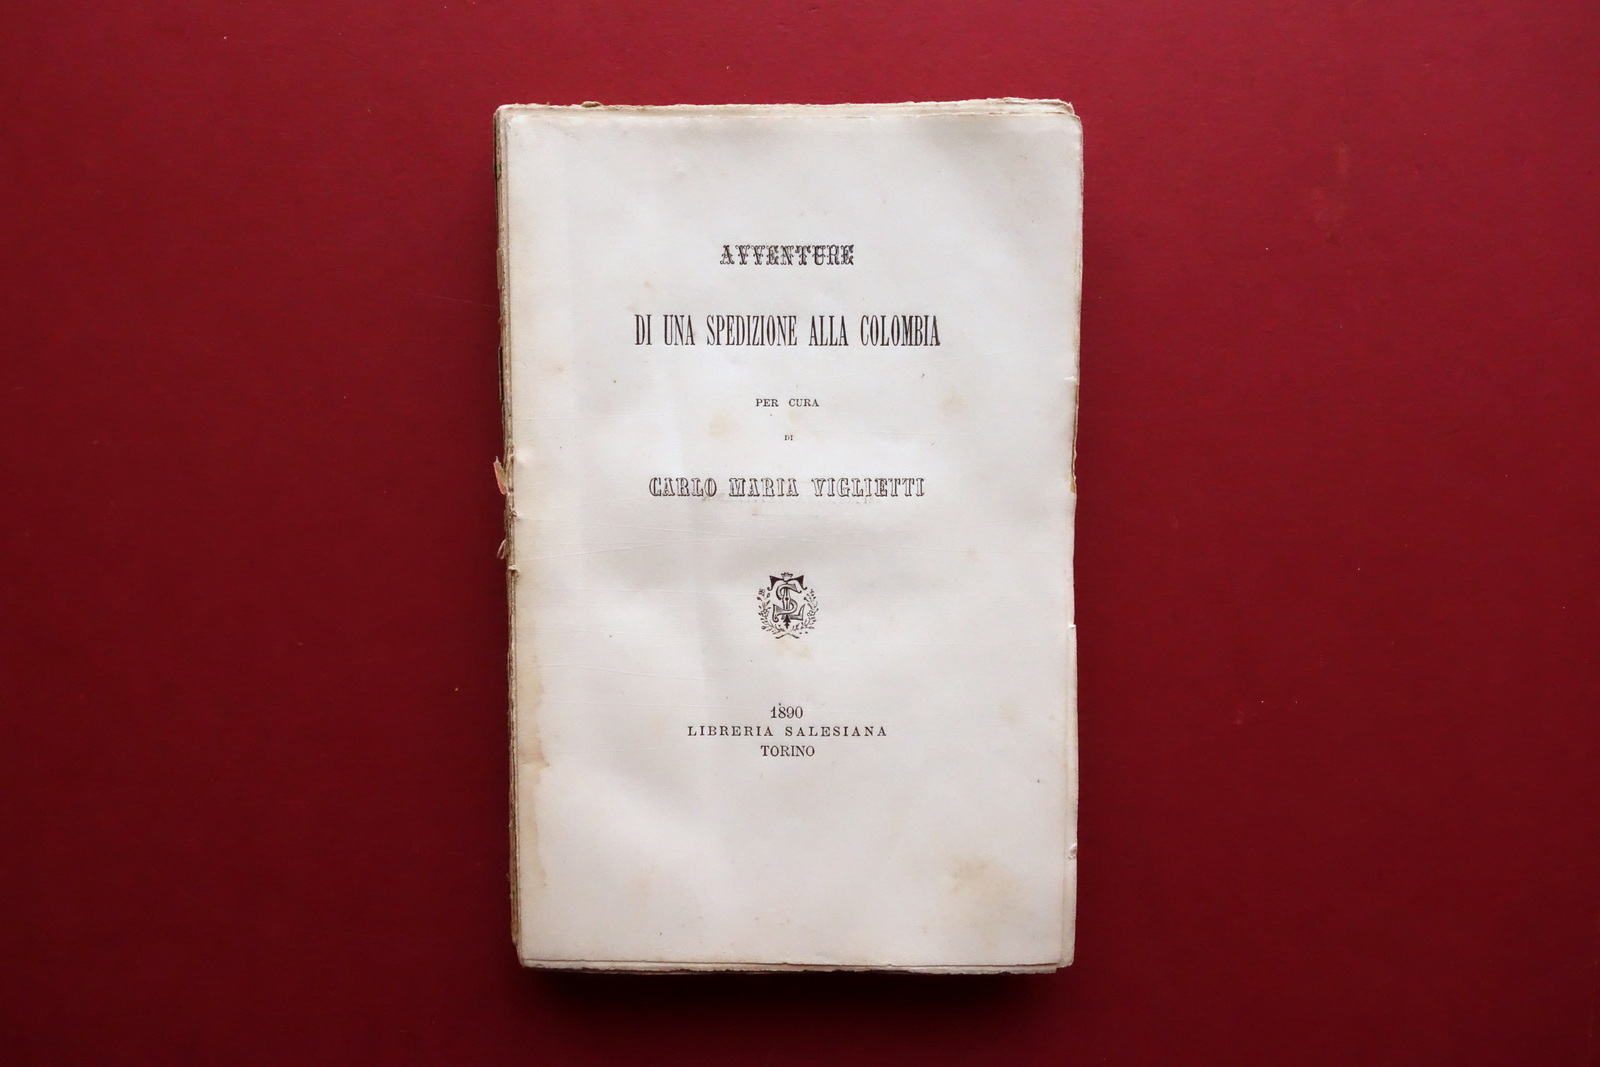 AVVENTURE
DI UNA SPEDIZIONE ALLA COLOMBIA
PER CURA
DI
CARLO MARIA VIGLIETTI
1890
LIBRERIA SALESIANA
TORINO